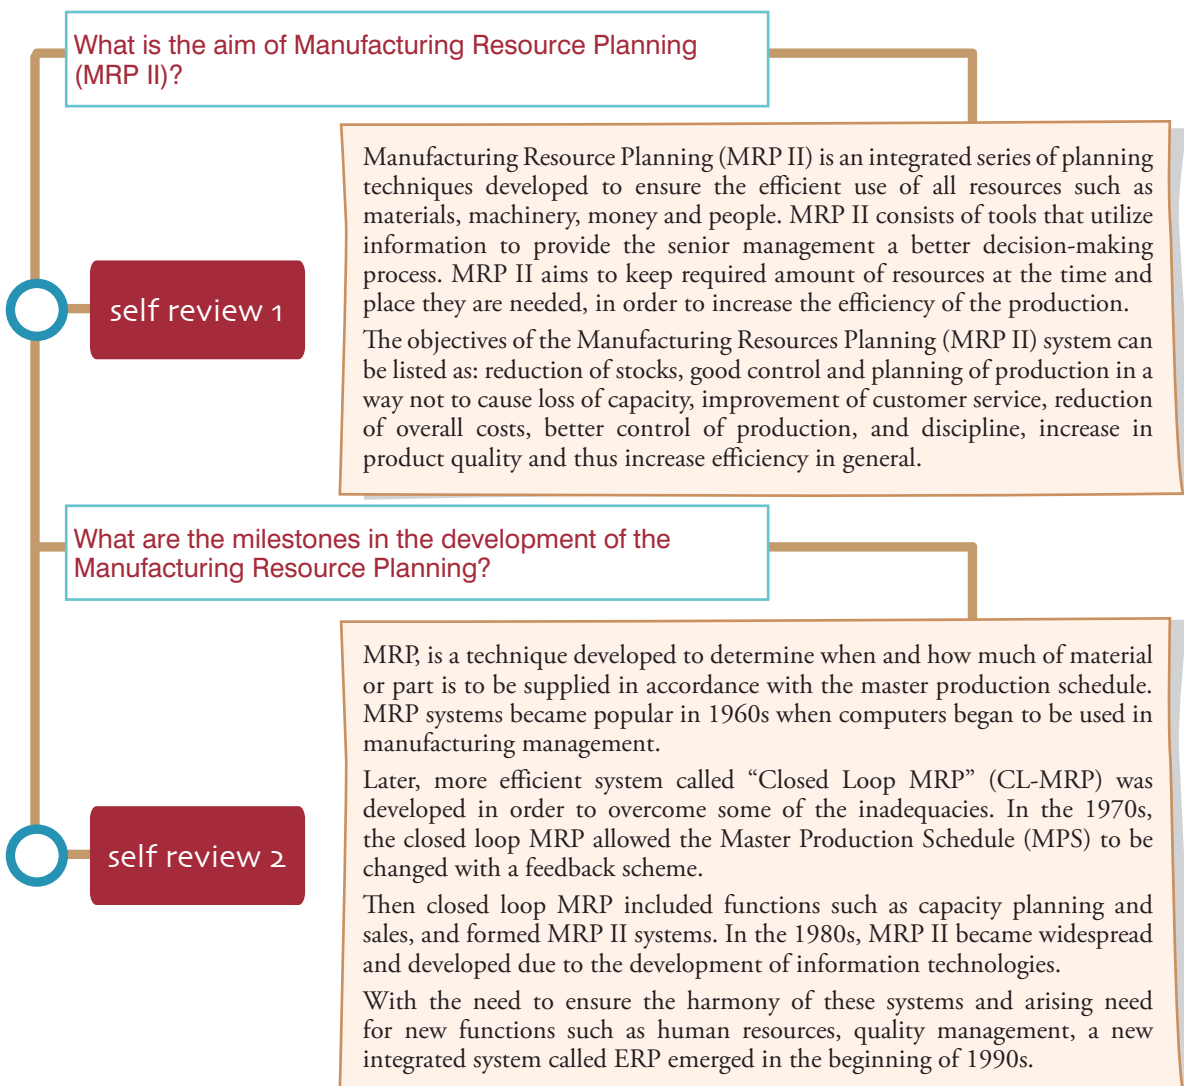 What is the aim of Manufacturing Resource Planning
(MRP II)?
Manufacturing Resource Planning (MRP II) is an integrated series of planning
techniques developed to ensure the efficient use of all resources such as
materials, machinery, money and people. MRP II consists of tools that utilize
information to provide the senior management a better decision-making
process. MRP II aims to keep required amount of resources at the time and
place they are needed, in order to increase the efficiency of the production.
The objectives of the Manufacturing Resources Planning (MRP II) system can
be listed as: reduction of stocks, good control and planning of production in a
way not to cause loss of capacity, improvement of customer service, reduction
of overall costs, better control of production, and discipline, increase in
product quality and thus increase efficiency in general.
self review 1
What are the milestones in the development of the
Manufacturing Resource Planning?
MRP, is a technique developed to determine when and how much of material
or part is to be supplied in accordance with the master production schedule.
MRP systems became popular in 1960s when computers began to be used in
manufacturing management.
Later, more efficient system called “Closed Loop MRP” (CL-MRP) was
developed in order to overcome some of the inadequacies. In the 1970s,
the closed loop MRP allowed the Master Production Schedule (MPS) to be
changed with a feedback scheme.
Then closed loop MRP included functions such as capacity planning and
sales, and formed MRP II systems. In the 1980s, MRP II became widespread
and developed due to the development of information technologies.
With the need to ensure the harmony of these systems and arising need
for new functions such as human resources, quality management, a new
integrated system called ERP emerged in the beginning of 1990s.
self review 2